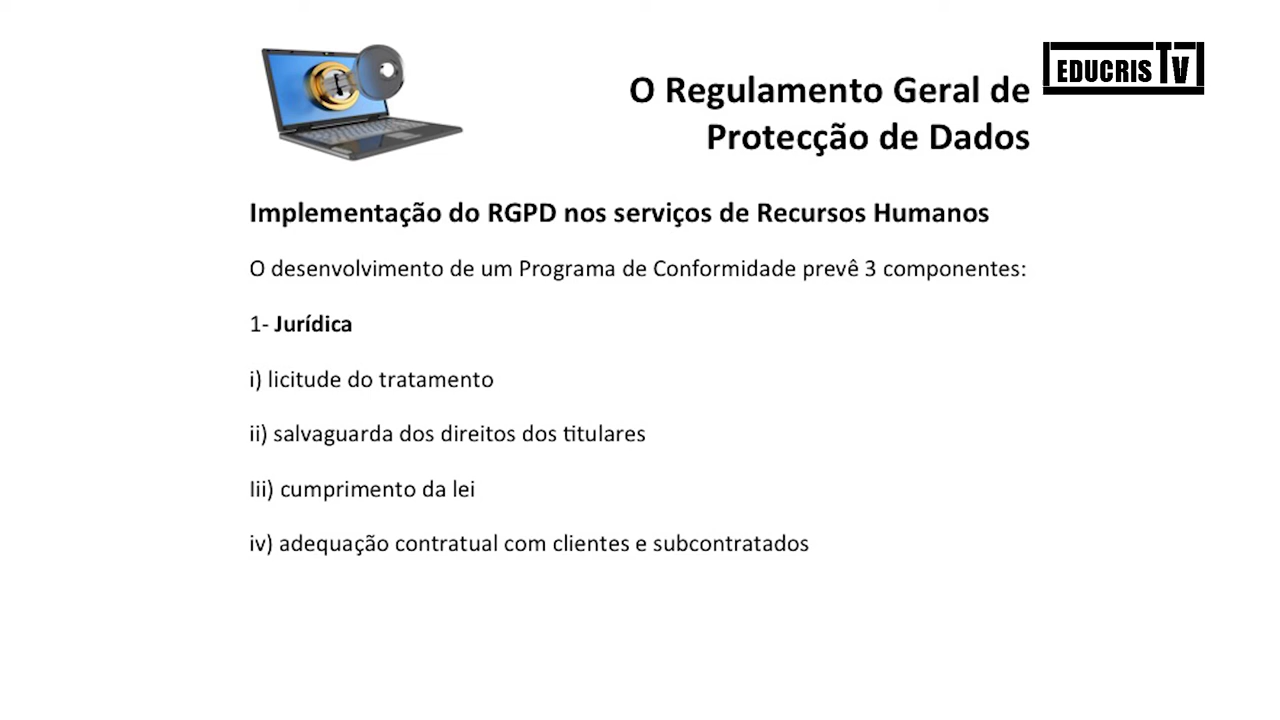 EDUCRIS TV
O Regulamento Geral de
Protecção de Dados
Implementação do RGPD nos serviços de Recursos Humanos
O desenvolvimento de um Programa de Conformidade prevê 3 componentes:
1- Jurídica
i) licitude do tratamento
ii) salvaguarda dos direitos dos titulares
Iii) cumprimento da lei
iv) adequação contratual com clientes e subcontratados